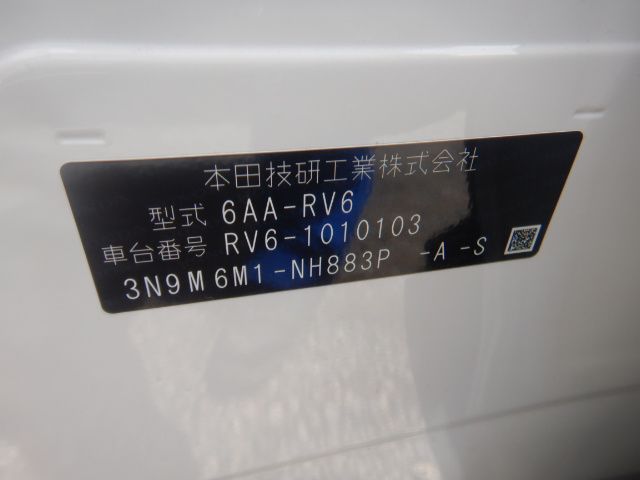 本田技研工業株式会社
型式 6AA-RV6
車台番号 RV6-1010103
3N9M6M1-NH883P -A-S